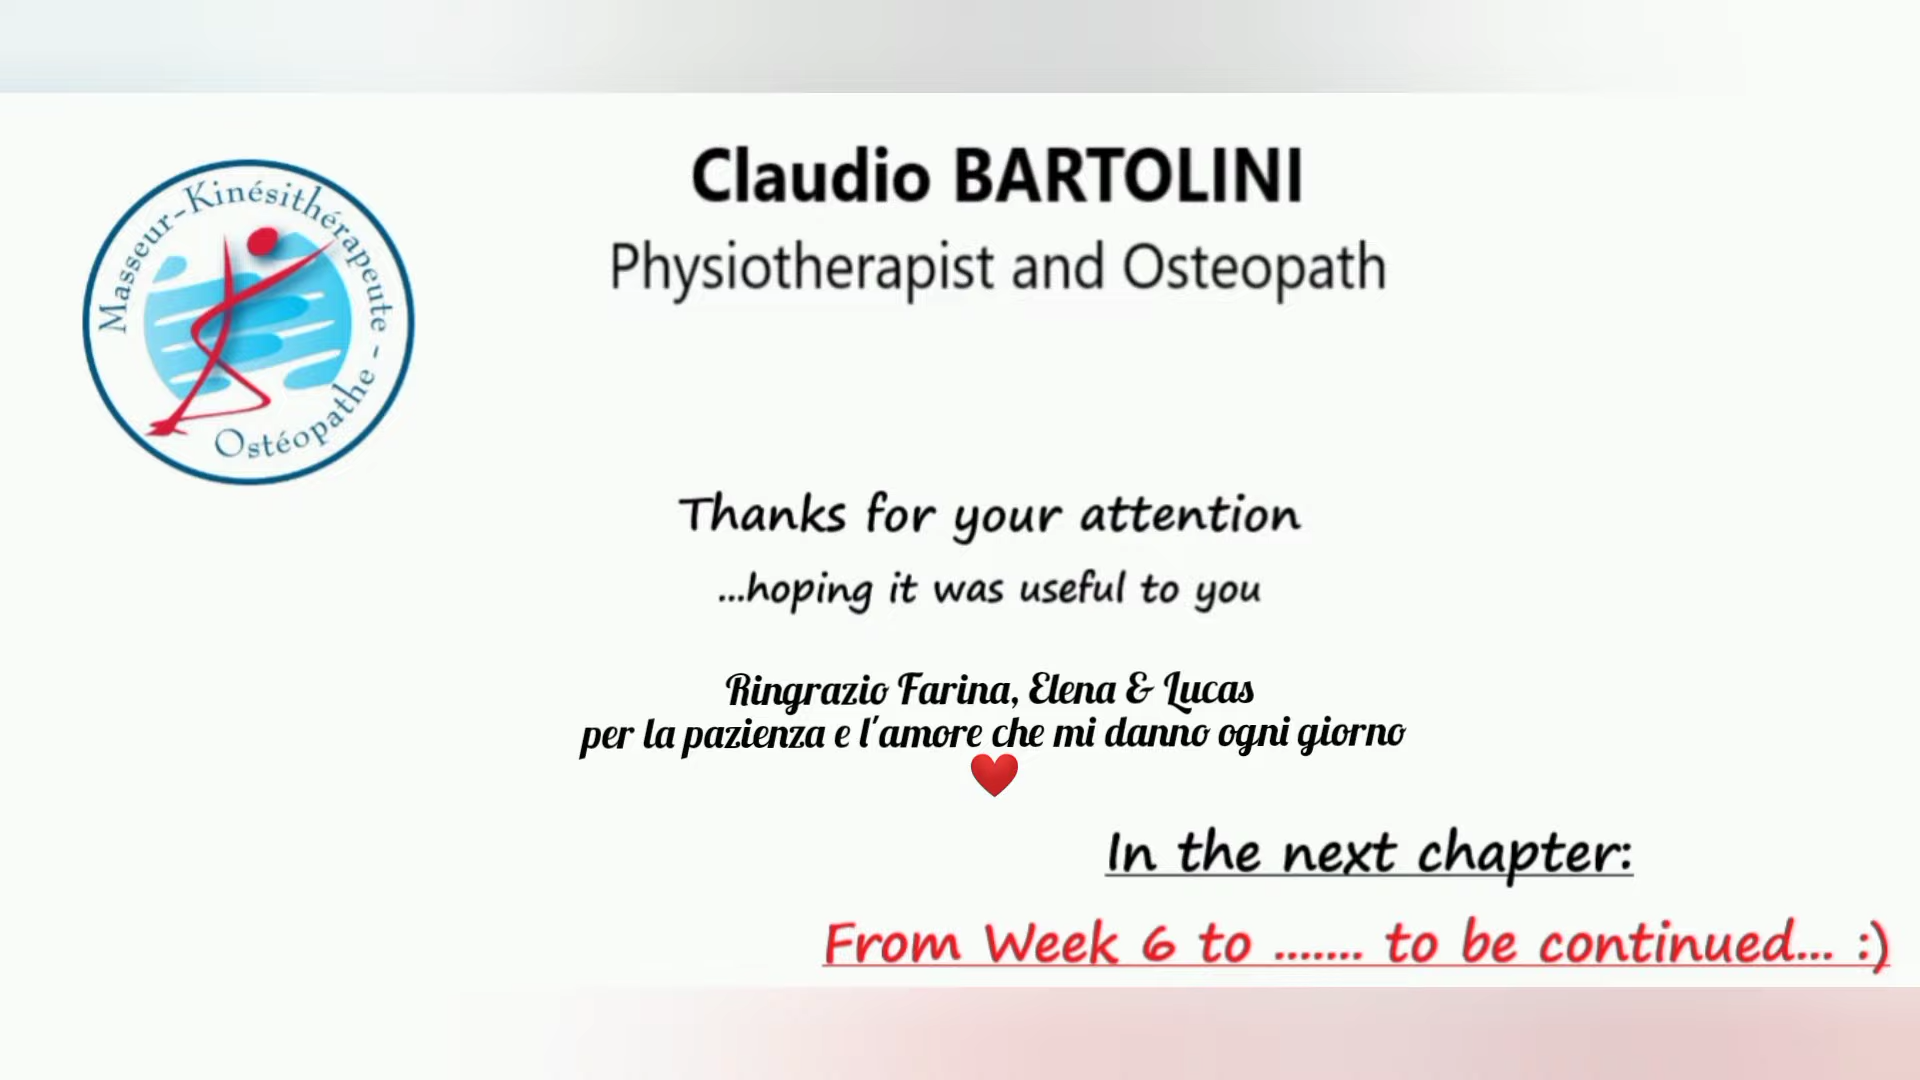 Claudio BARTOLINI
Physiotherapist and Osteopath
Masseur-Kinésithérapeute - Ostéopathe
Thanks for your attention
...hoping it was useful to you
Ringrazio Farina, Elena & Lucas
per la pazienza e l'amore che mi danno ogni giorno
In the next chapter:
From Week 6 to ....... to be continued... :)